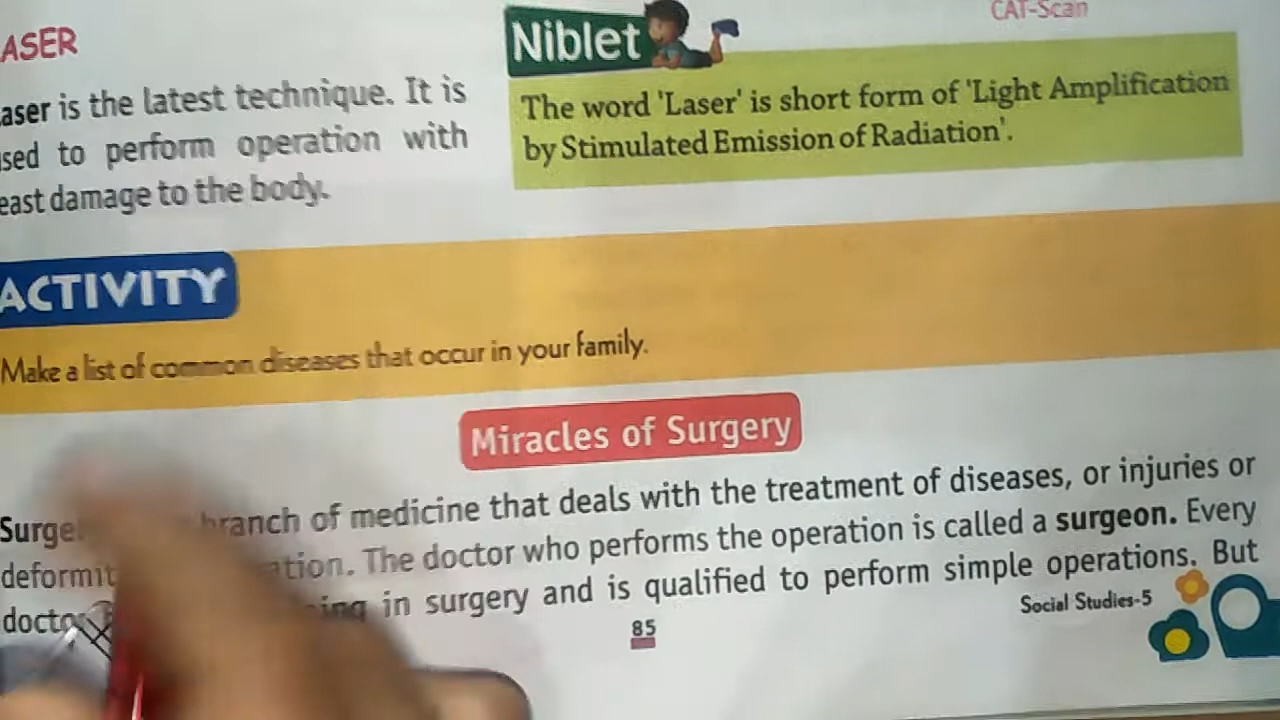 CAT-Scan
ASER
Niblet
aser is the latest technique. It is
sed to perform operation with
east damage to the body.
The word 'Laser' is short form of 'Light Amplification
by Stimulated Emission of Radiation'.
ACTIVITY
Make a list of common diseases that occur in your family.
Miracles of Surgery
Surge branch of medicine that deals with the treatment of diseases, or injuries or
deformit ation. The doctor who performs the operation is called a surgeon. Every
docto ing in surgery and is qualified to perform simple operations. But
Social Studies-5
85